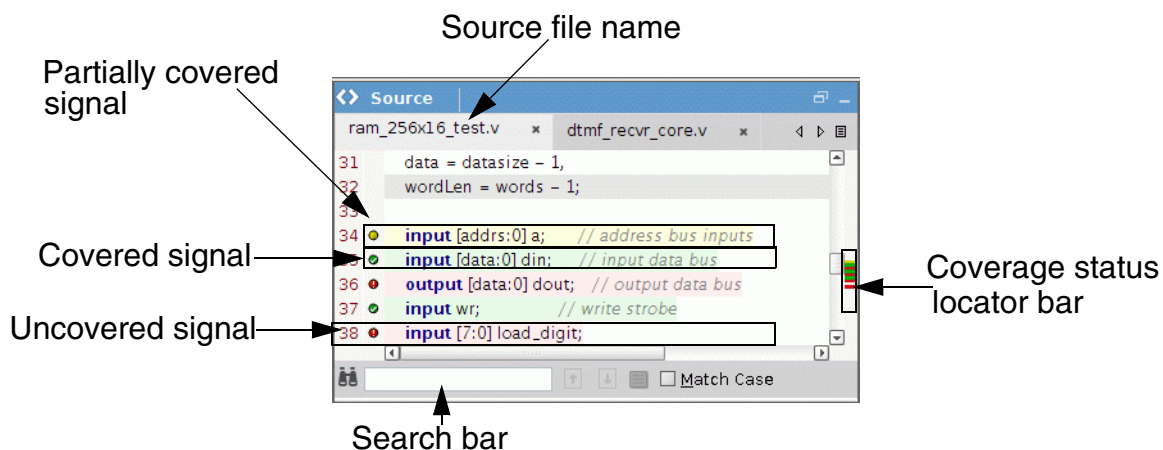 Source file name
Partially covered
signal
Source
ram_256x16_test.v
dtmf_recvr_core.v
31 data = datasize – 1,
32 wordLen = words – 1;
33
34 input [addrs:0] a; // address bus inputs
Covered signal
35 input [data:0] din; // input data bus
36 output [data:0] dout; // output data bus
Coverage status
locator bar
37 input wr; // write strobe
Uncovered signal
38 input [7:0] load_digit;
Match Case
Search bar